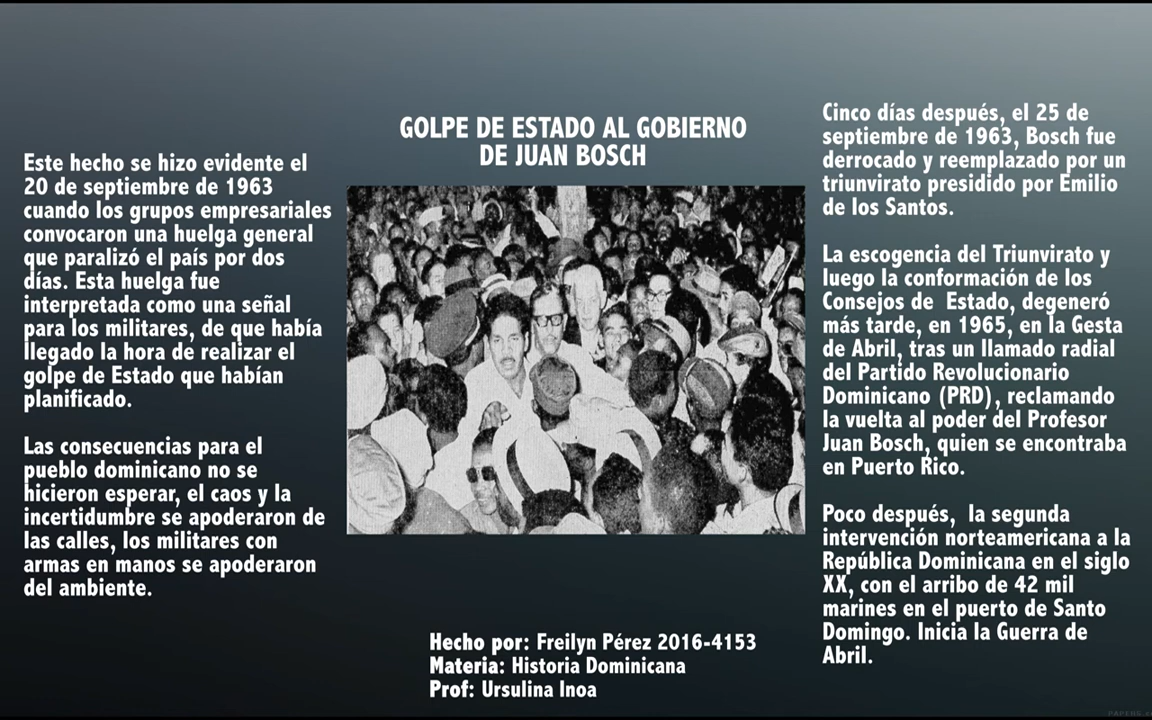 GOLPE DE ESTADO AL GOBIERNO
DE JUAN BOSCH
Este hecho se hizo evidente el
20 de septiembre de 1963
cuando los grupos empresariales
convocaron una huelga general
que paralizó el país por dos
días. Esta huelga fue
interpretada como una señal
para los militares, de que había
llegado la hora de realizar el
golpe de Estado que habían
planificado.
Las consecuencias para el
pueblo dominicano no se
hicieron esperar, el caos y la
incertidumbre se apoderaron de
las calles, los militares con
armas en manos se apoderaron
del ambiente.
Cinco días después, el 25 de
septiembre de 1963, Bosch fue
derrocado y reemplazado por un
triunvirato presidido por Emilio
de los Santos.
La escogencia del Triunvirato y
luego la conformación de los
Consejos de  Estado, degeneró
más tarde, en 1965, en la Gesta
de Abril, tras un llamado radial
del Partido Revolucionario
Dominicano (PRD), reclamando
la vuelta al poder del Profesor
Juan Bosch, quien se encontraba
en Puerto Rico.
Poco después,  la segunda
intervención norteamericana a la
República Dominicana en el siglo
XX, con el arribo de 42 mil
marines en el puerto de Santo
Domingo. Inicia la Guerra de
Abril.
Hecho por: Freilyn Pérez 2016-4153
Materia: Historia Dominicana
Prof: Ursulina Inoa